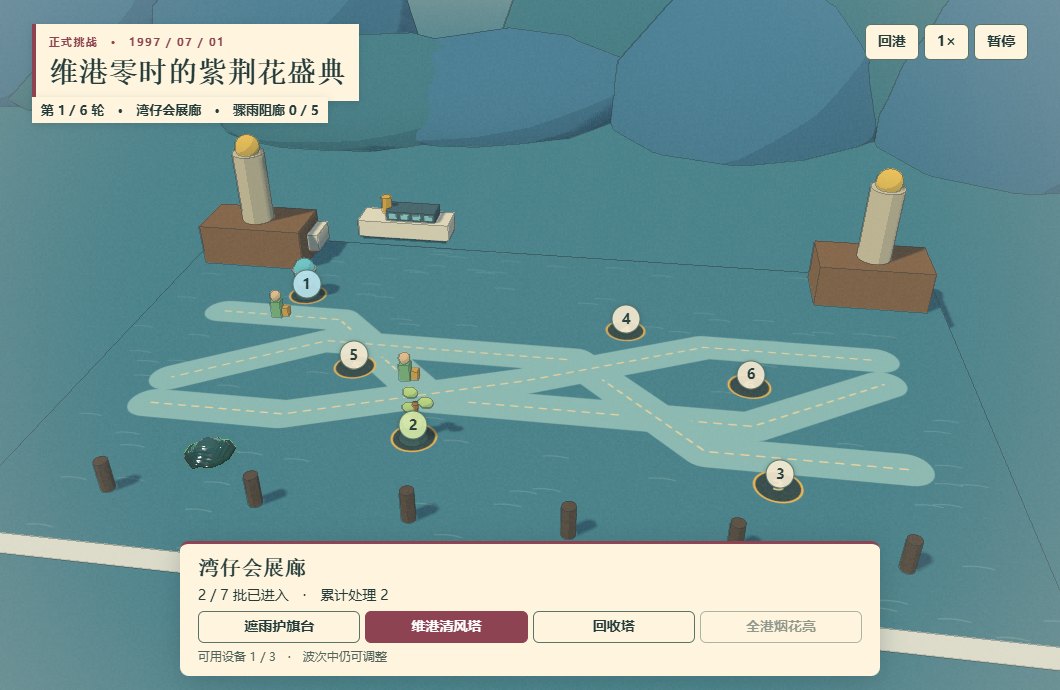 正式挑战 • 1997 / 07 / 01
维港零时的紫荆花盛典
第 1 / 6 轮 • 湾仔会展廊 • 骤雨阻廊 0 / 5
回港
1×
暂停
1
4
5
6
2
3
湾仔会展廊
2 / 7 批已进入 · 累计处理 2
遮雨护旗台
维港清风塔
回收塔
全港烟花亮
可用设备 1 / 3 · 波次中仍可调整